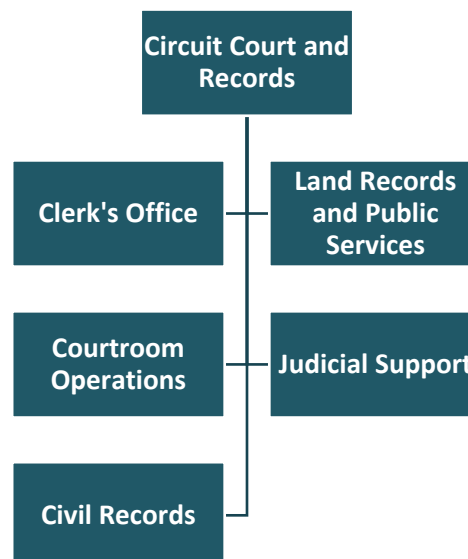 Circuit Court and
Records
Clerk's Office
Land Records
and Public
Services
Courtroom
Operations
Judicial Support
Civil Records